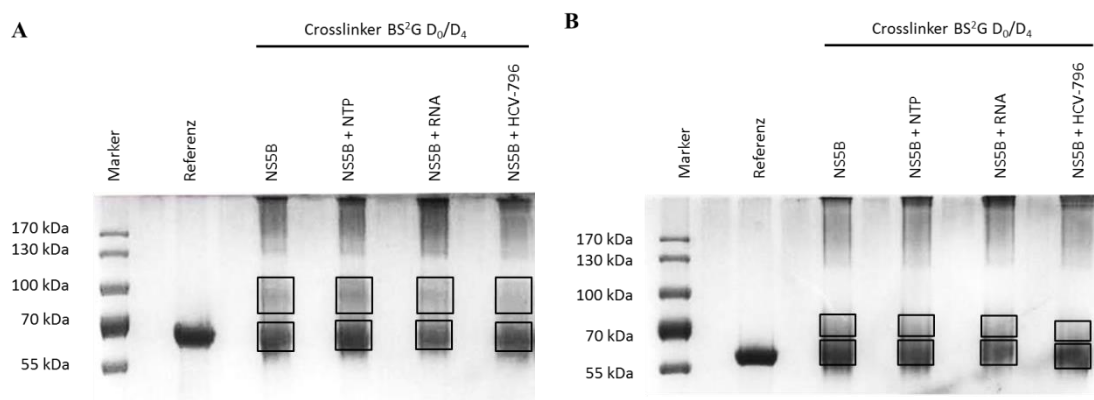 A
Crosslinker BS²G D₀/D₄
Marker
Referenz
NS5B
NS5B + NTP
NS5B + RNA
NS5B + HCV-796
170 kDa
130 kDa
100 kDa
70 kDa
55 kDa
B
Crosslinker BS²G D₀/D₄
Marker
Referenz
NS5B
NS5B + NTP
NS5B + RNA
NS5B + HCV-796
170 kDa
130 kDa
100 kDa
70 kDa
55 kDa